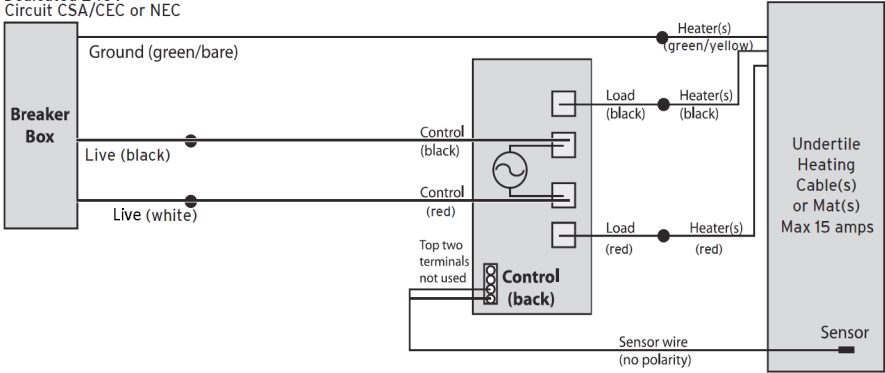 Circuit CSA/CEC or NEC
Ground (green/bare)
Heater(s)
(green/yellow)
Breaker
Box
Load
(black)
Heater(s)
(black)
Control
(black)
Live (black)
Control
(red)
Live (white)
Load
(red)
Heater(s)
(red)
Undertile
Heating
Cable(s)
or Mat(s)
Max 15 amps
Top two
terminals
not used
Control
(back)
Sensor wire
(no polarity)
Sensor